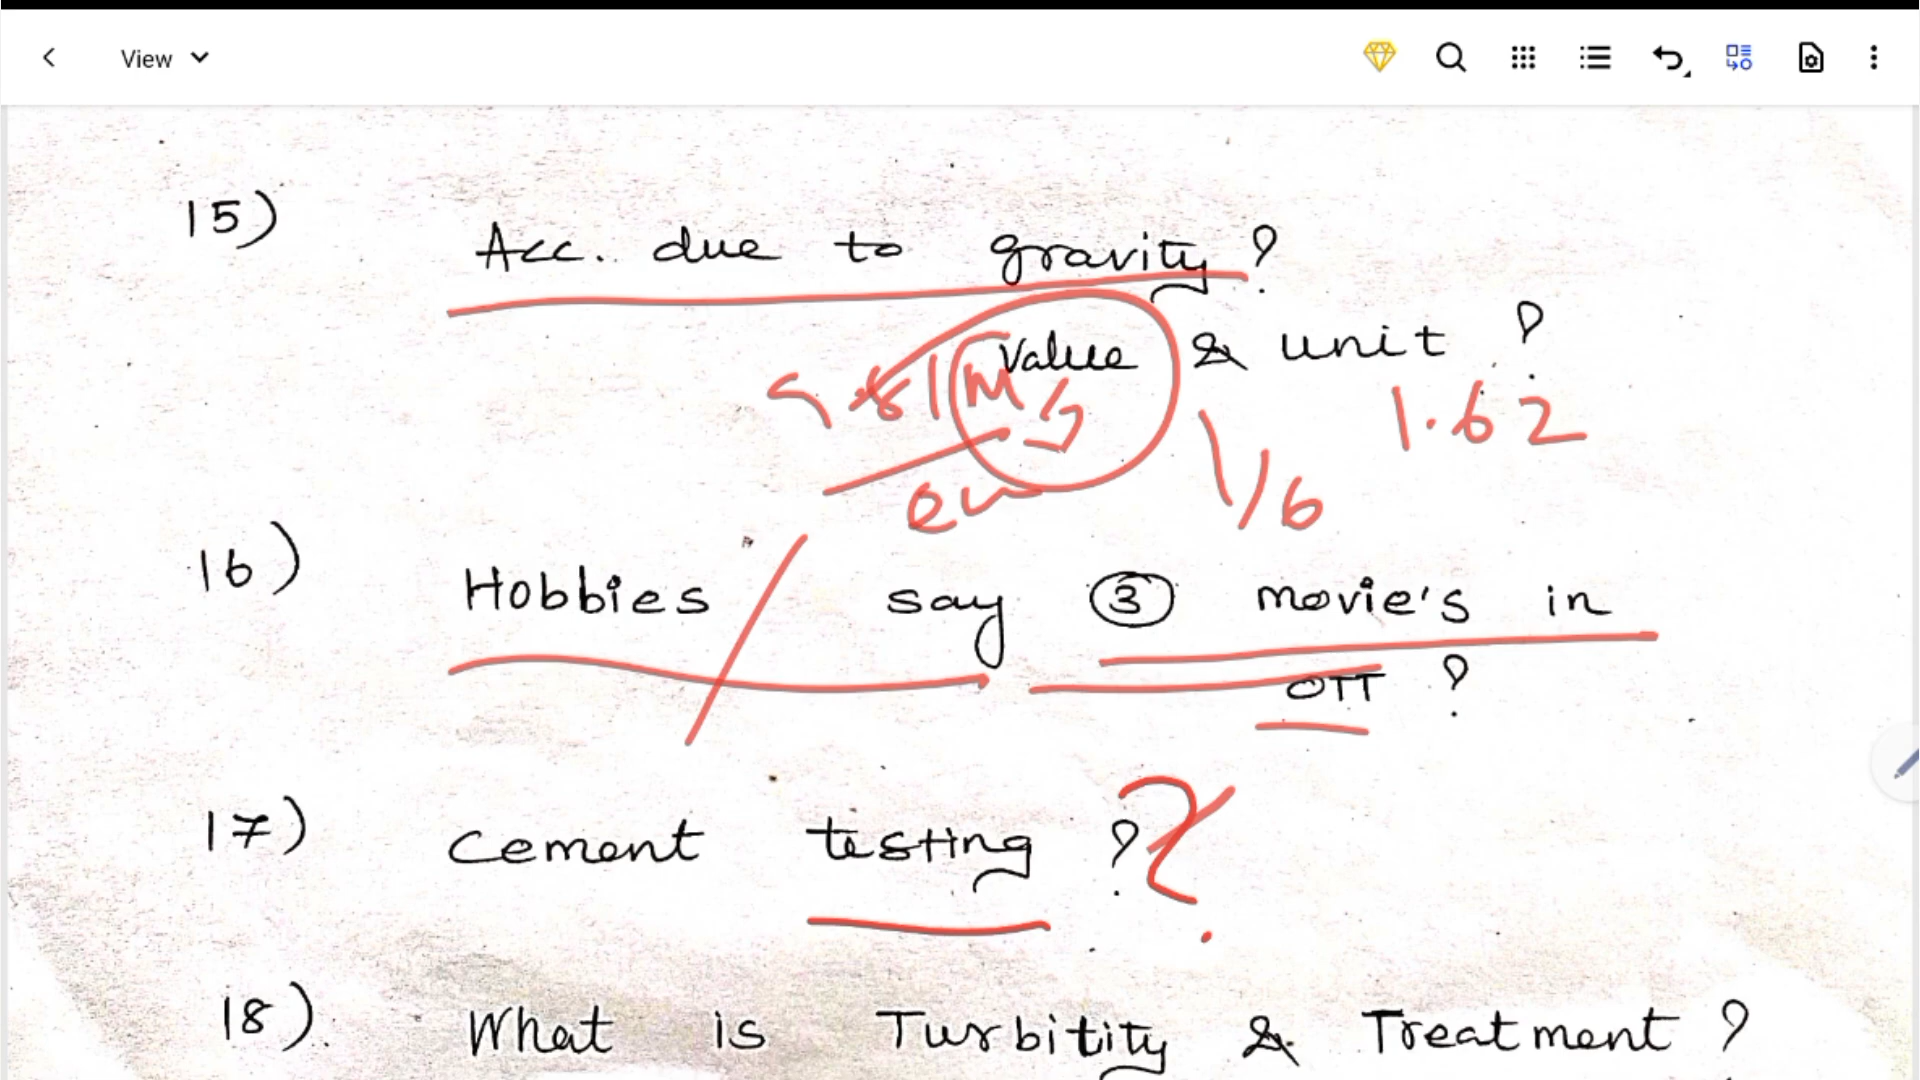 View
15)
Acc. due to gravity?
Value & unit ?
9.81 m
1.62
1/6
16) Hobbies say 3 movie's in
OTT ?
17) Cement testing ? ?
18) What is Turbitity & Treatment ?